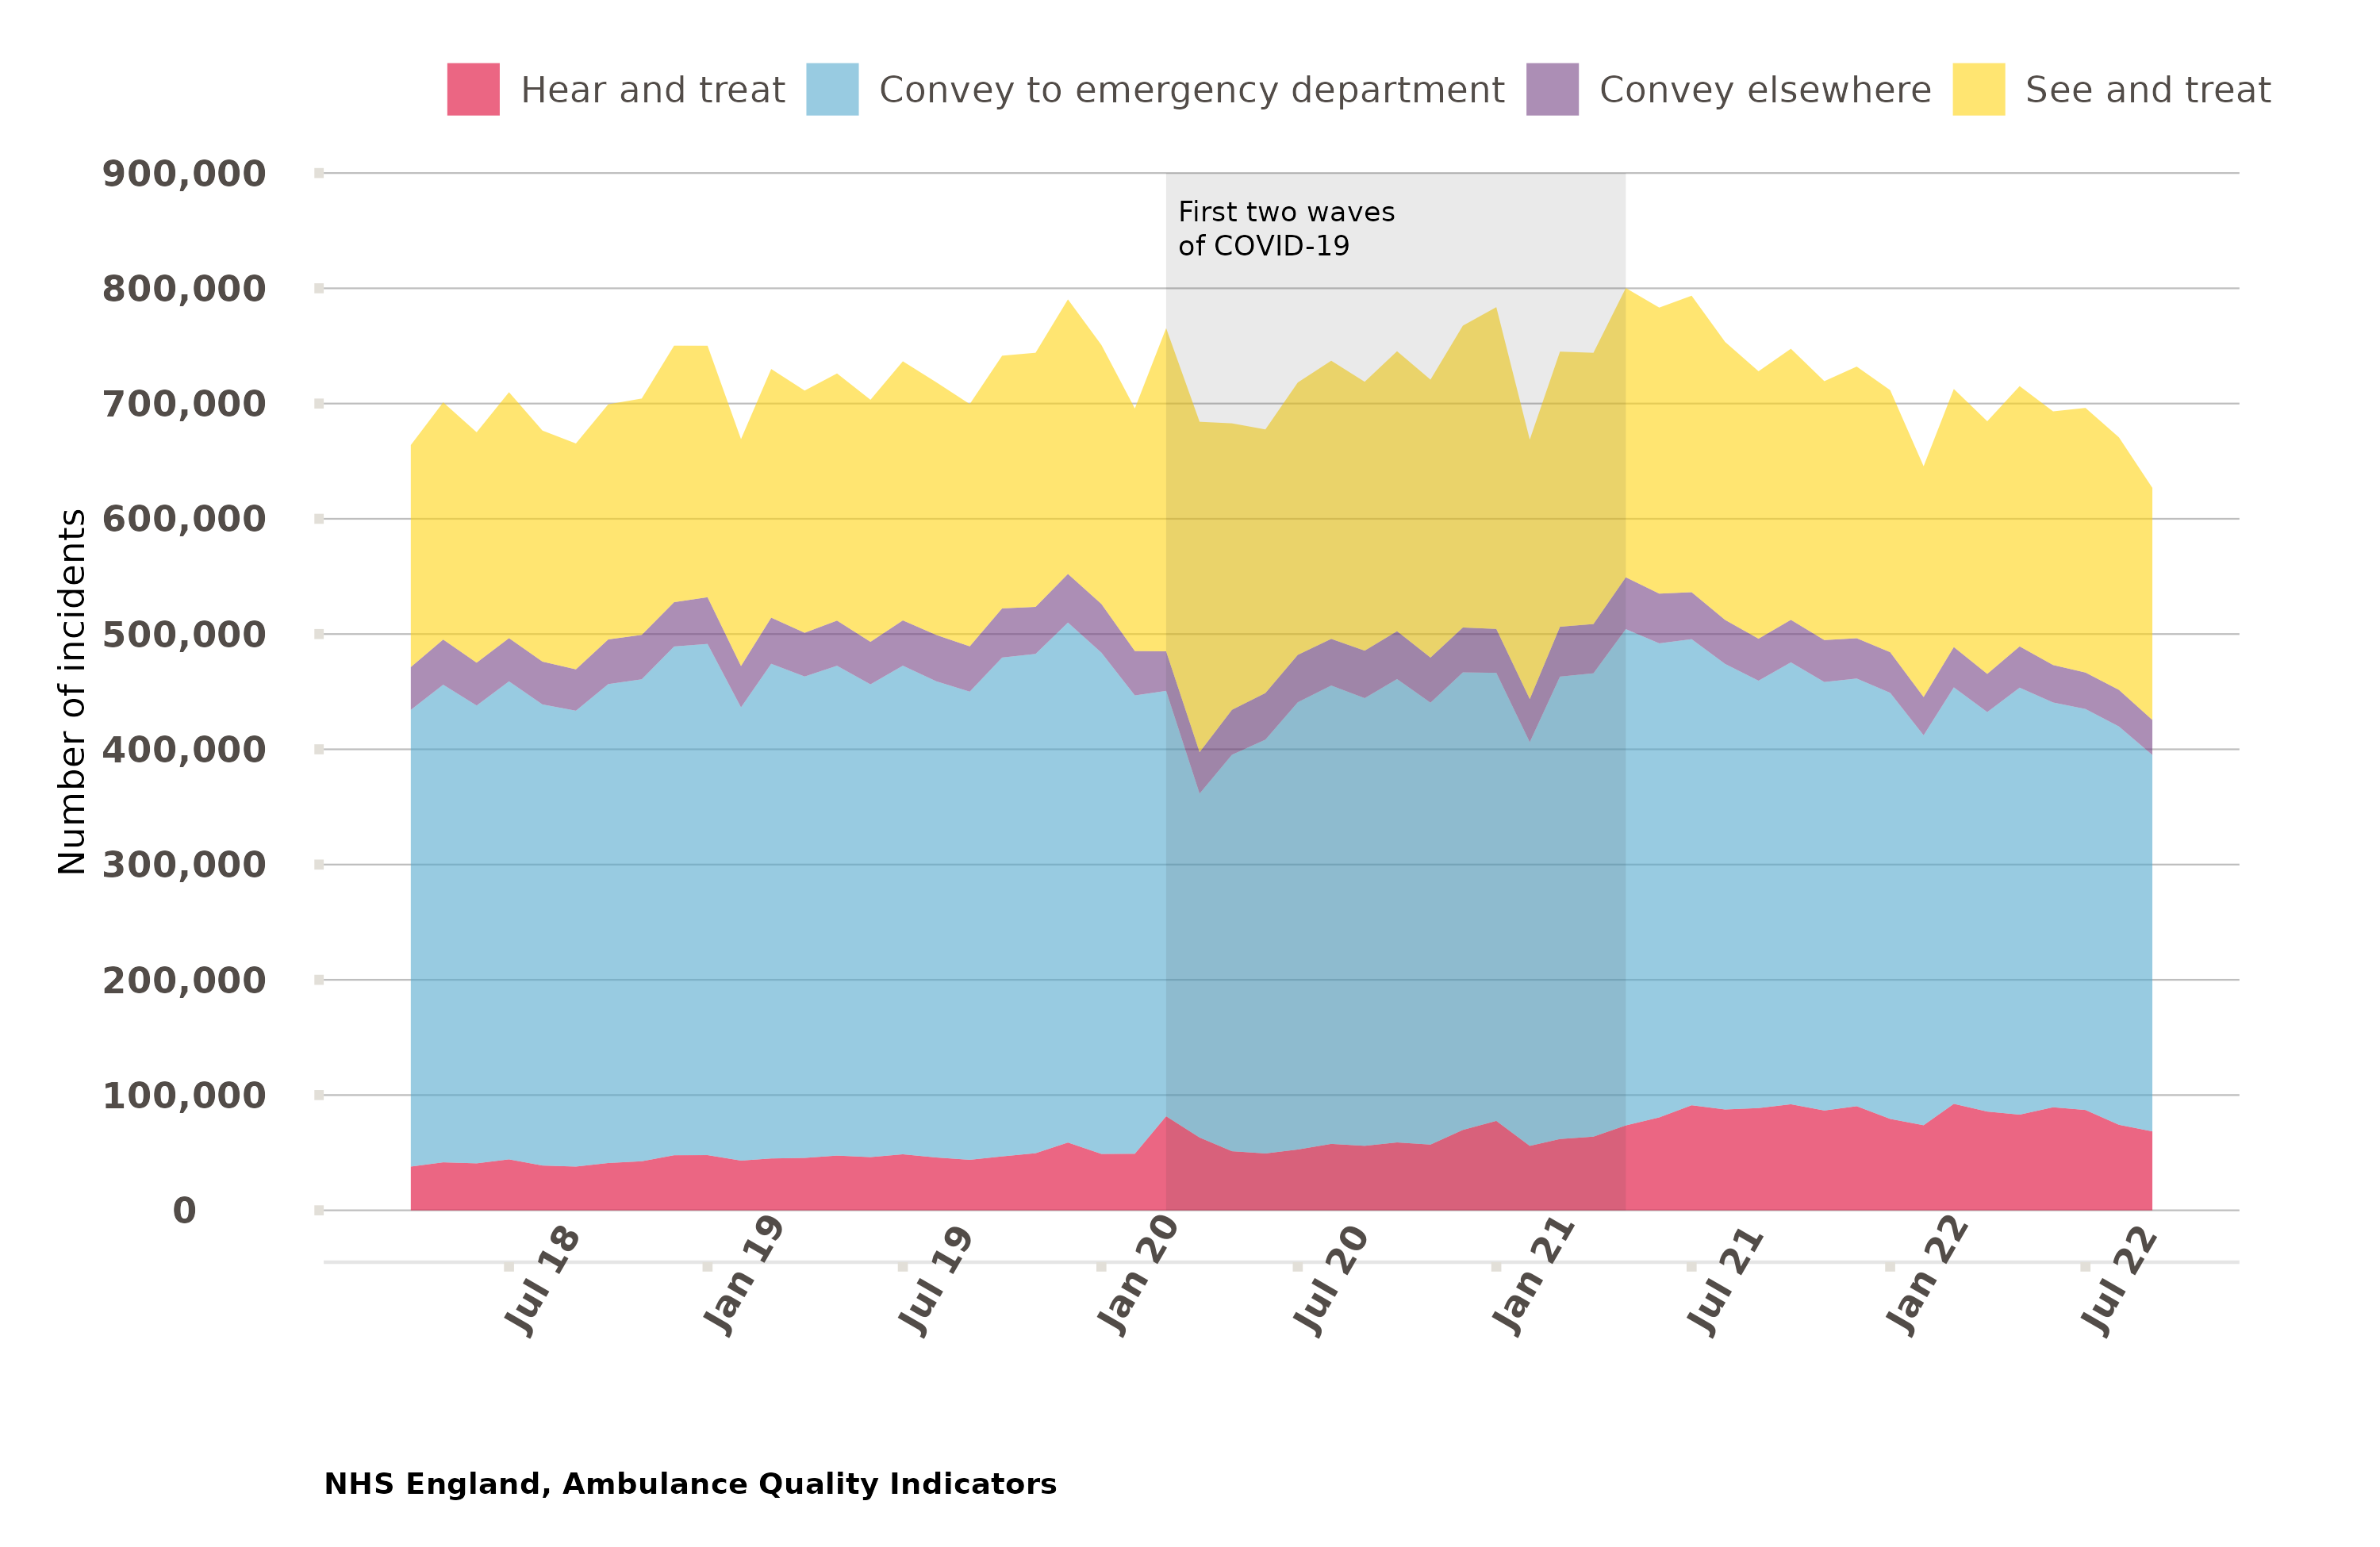 Hear and treat
Convey to emergency department
Convey elsewhere
See and treat
900,000
800,000
700,000
600,000
500,000
400,000
300,000
200,000
100,000
0
Number of incidents
First two waves
of COVID-19
Jul 18
Jan 19
Jul 19
Jan 20
Jul 20
Jan 21
Jul 21
Jan 22
Jul 22
NHS England, Ambulance Quality Indicators